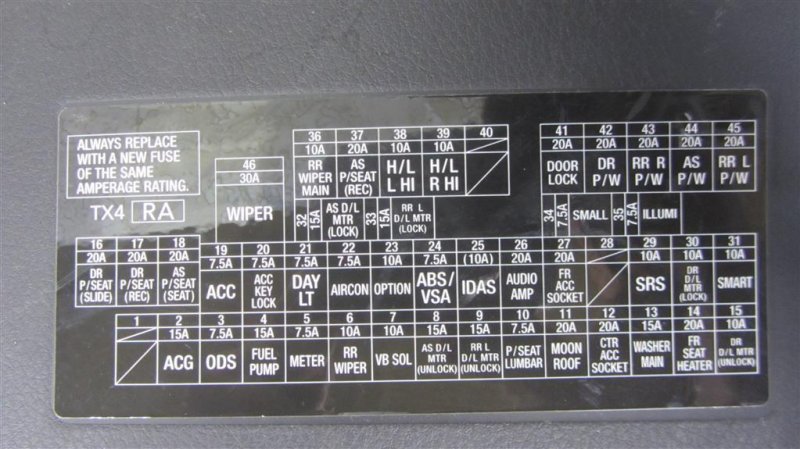 ALWAYS REPLACE
WITH A NEW FUSE
OF THE SAME
AMPERAGE RATING.
TX4 RA
46
30A
WIPER
36 37 38 39 40
10A 20A 10A 10A
RR WIPER MAIN
AS P/SEAT (REC)
H/L L HI
H/L R HI
32 15A AS D/L MTR (LOCK)
33 15A RR L D/L MTR (LOCK)
41 42 43 44 45
20A 20A 20A 20A 20A
DOOR LOCK
DR P/W
RR R P/W
AS P/W
RR L P/W
34 7.5A SMALL
35 7.5A ILLUMI
16 17 18
20A 20A 20A
DR P/SEAT (SLIDE)
DR P/SEAT (REC)
AS P/SEAT (SEAT)
19 20 21 22 23 24 25 26 27 28 29 30 31
7.5A 7.5A 7.5A 7.5A 10A 7.5A (10A) 20A 20A 10A 10A 10A
ACC
ACC KEY LOCK
DAY LT
AIRCON
OPTION
ABS/ VSA
IDAS
AUDIO AMP
FR ACC SOCKET
SRS
DR D/L MTR (LOCK)
SMART
1 2 3 4 5 6 7 8 9 10 11 12 13 14 15
15A 7.5A 15A 7.5A 10A 10A 15A 15A 7.5A 20A 20A 15A 20A 10A
ACG
ODS
FUEL PUMP
METER
RR WIPER
VB SOL
AS D/L MTR (UNLOCK)
RR L D/L MTR (UNLOCK)
P/SEAT LUMBAR
MOON ROOF
CTR ACC SOCKET
WASHER MAIN
FR SEAT HEATER
DR D/L MTR (UNLOCK)